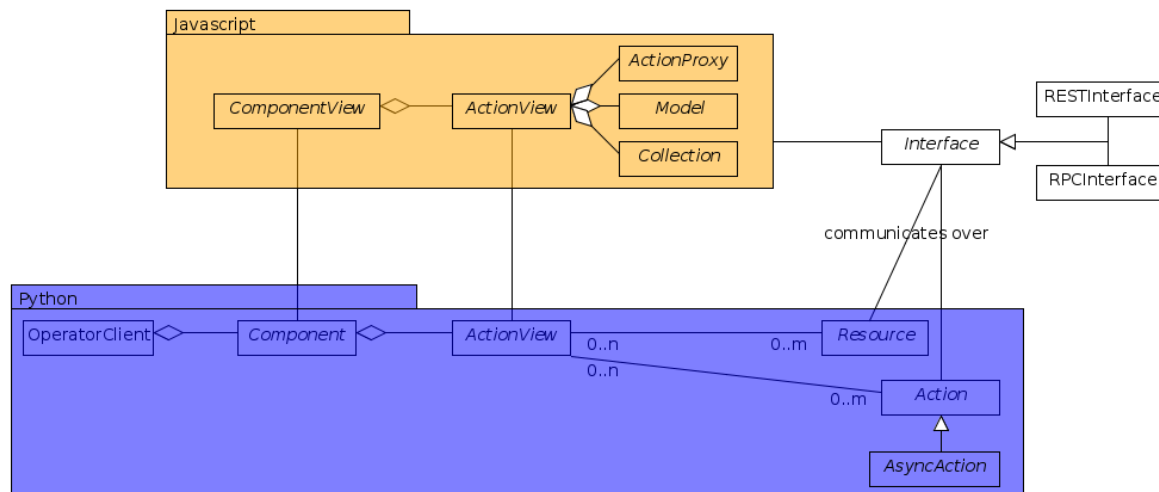 Javascript
ActionProxy
ComponentView
ActionView
Model
Collection
RESTInterface
Interface
RPCInterface
communicates over
Python
OperatorClient
Component
ActionView
0..n
0..m
Resource
0..n
0..m
Action
AsyncAction